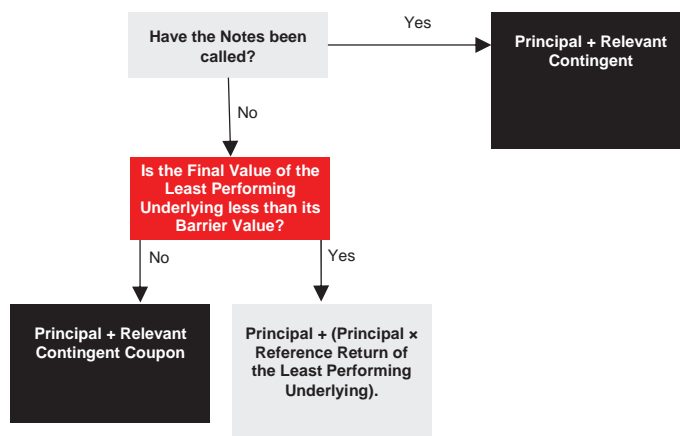 Have the Notes been
called?
Yes
Principal + Relevant
Contingent
No
Is the Final Value of the
Least Performing
Underlying less than its
Barrier Value?
No
Yes
Principal + Relevant
Contingent Coupon
Principal + (Principal ×
Reference Return of
the Least Performing
Underlying).